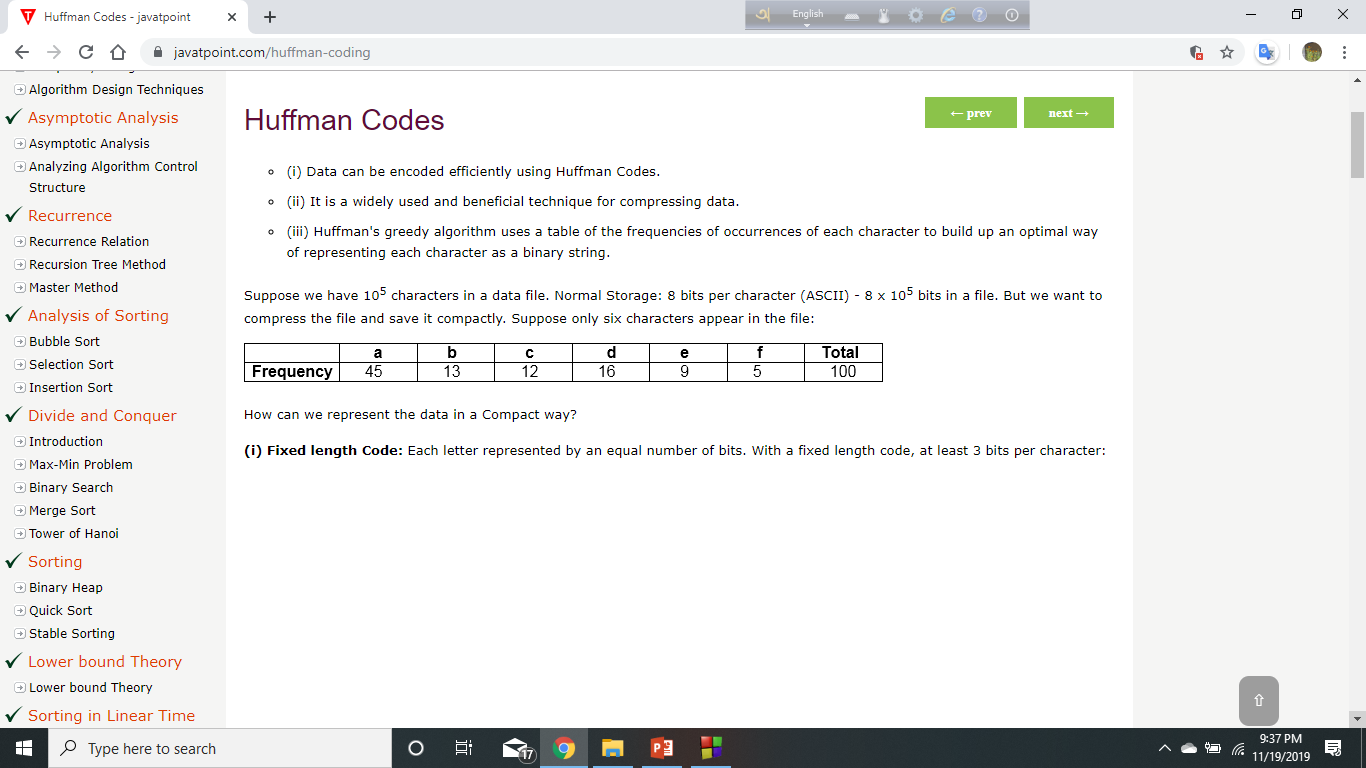 Huffman Codes - javatpoint
English
javatpoint.com/huffman-coding
Algorithm Design Techniques
Asymptotic Analysis
Asymptotic Analysis
Analyzing Algorithm Control
Structure
Recurrence
Recurrence Relation
Recursion Tree Method
Master Method
Analysis of Sorting
Bubble Sort
Selection Sort
Insertion Sort
Divide and Conquer
Introduction
Max-Min Problem
Binary Search
Merge Sort
Tower of Hanoi
Sorting
Binary Heap
Quick Sort
Stable Sorting
Lower bound Theory
Lower bound Theory
Sorting in Linear Time
Huffman Codes
← prev
next →
(i) Data can be encoded efficiently using Huffman Codes.
(ii) It is a widely used and beneficial technique for compressing data.
(iii) Huffman's greedy algorithm uses a table of the frequencies of occurrences of each character to build up an optimal way
of representing each character as a binary string.
Suppose we have 10⁵ characters in a data file. Normal Storage: 8 bits per character (ASCII) - 8 x 10⁵ bits in a file. But we want to
compress the file and save it compactly. Suppose only six characters appear in the file:
a b c d e f Total
Frequency 45 13 12 16 9 5 100
How can we represent the data in a Compact way?
(i) Fixed length Code: Each letter represented by an equal number of bits. With a fixed length code, at least 3 bits per character:
Type here to search
17
9:37 PM
11/19/2019